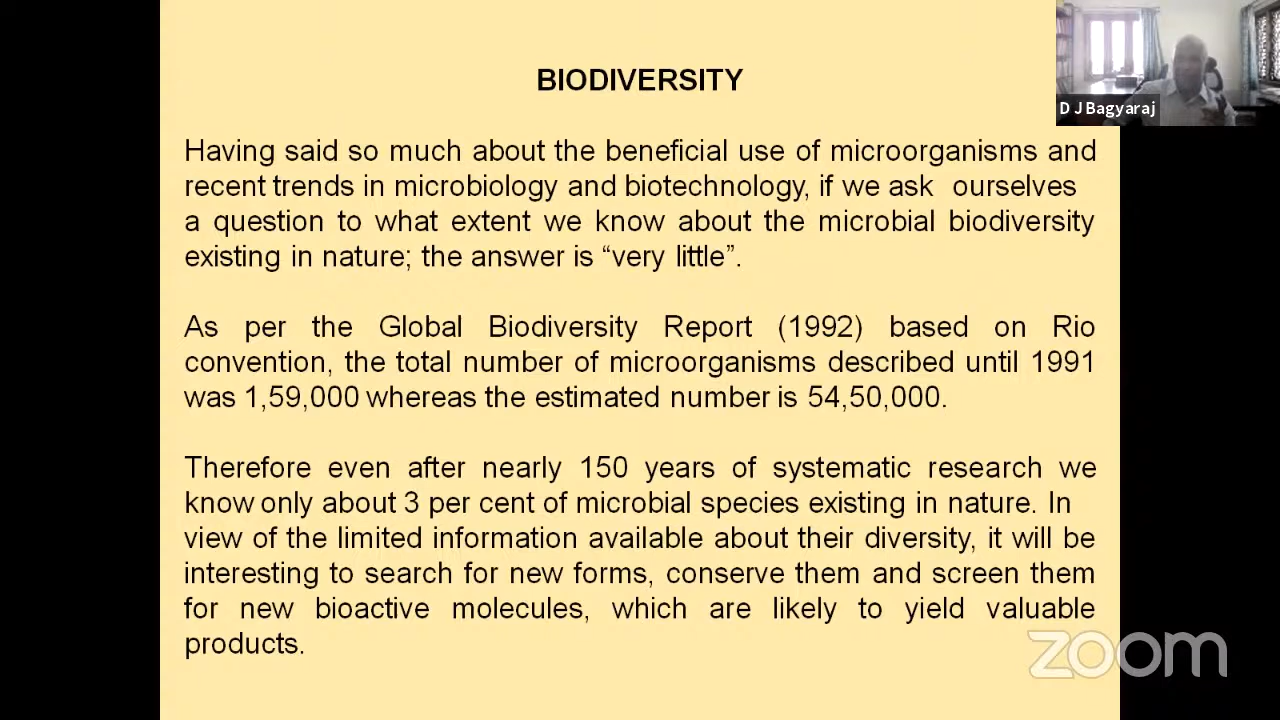 BIODIVERSITY
D J Bagyaraj
Having said so much about the beneficial use of microorganisms and
recent trends in microbiology and biotechnology, if we ask ourselves
a question to what extent we know about the microbial biodiversity
existing in nature; the answer is “very little”.
As per the Global Biodiversity Report (1992) based on Rio
convention, the total number of microorganisms described until 1991
was 1,59,000 whereas the estimated number is 54,50,000.
Therefore even after nearly 150 years of systematic research we
know only about 3 per cent of microbial species existing in nature. In
view of the limited information available about their diversity, it will be
interesting to search for new forms, conserve them and screen them
for new bioactive molecules, which are likely to yield valuable
products.
zoom